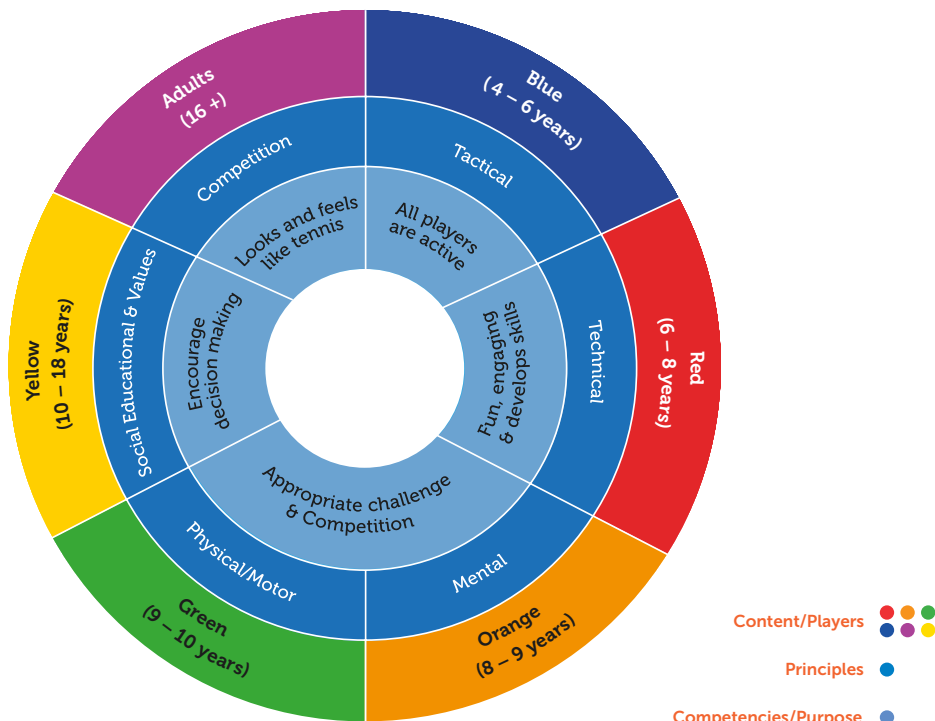 Adults
(16 +)
Blue
(4 – 6 years)
Red
(6 – 8 years)
Orange
(8 – 9 years)
Green
(9 – 10 years)
Yellow
(10 – 18 years)
Competition
Tactical
Technical
Mental
Physical/Motor
Social Educational & Values
Looks and feels
like tennis
All players
are active
Fun, engaging
& develops skills
Appropriate challenge
& Competition
Encourage
decision making
Content/Players
Principles
Competencies/Purpose